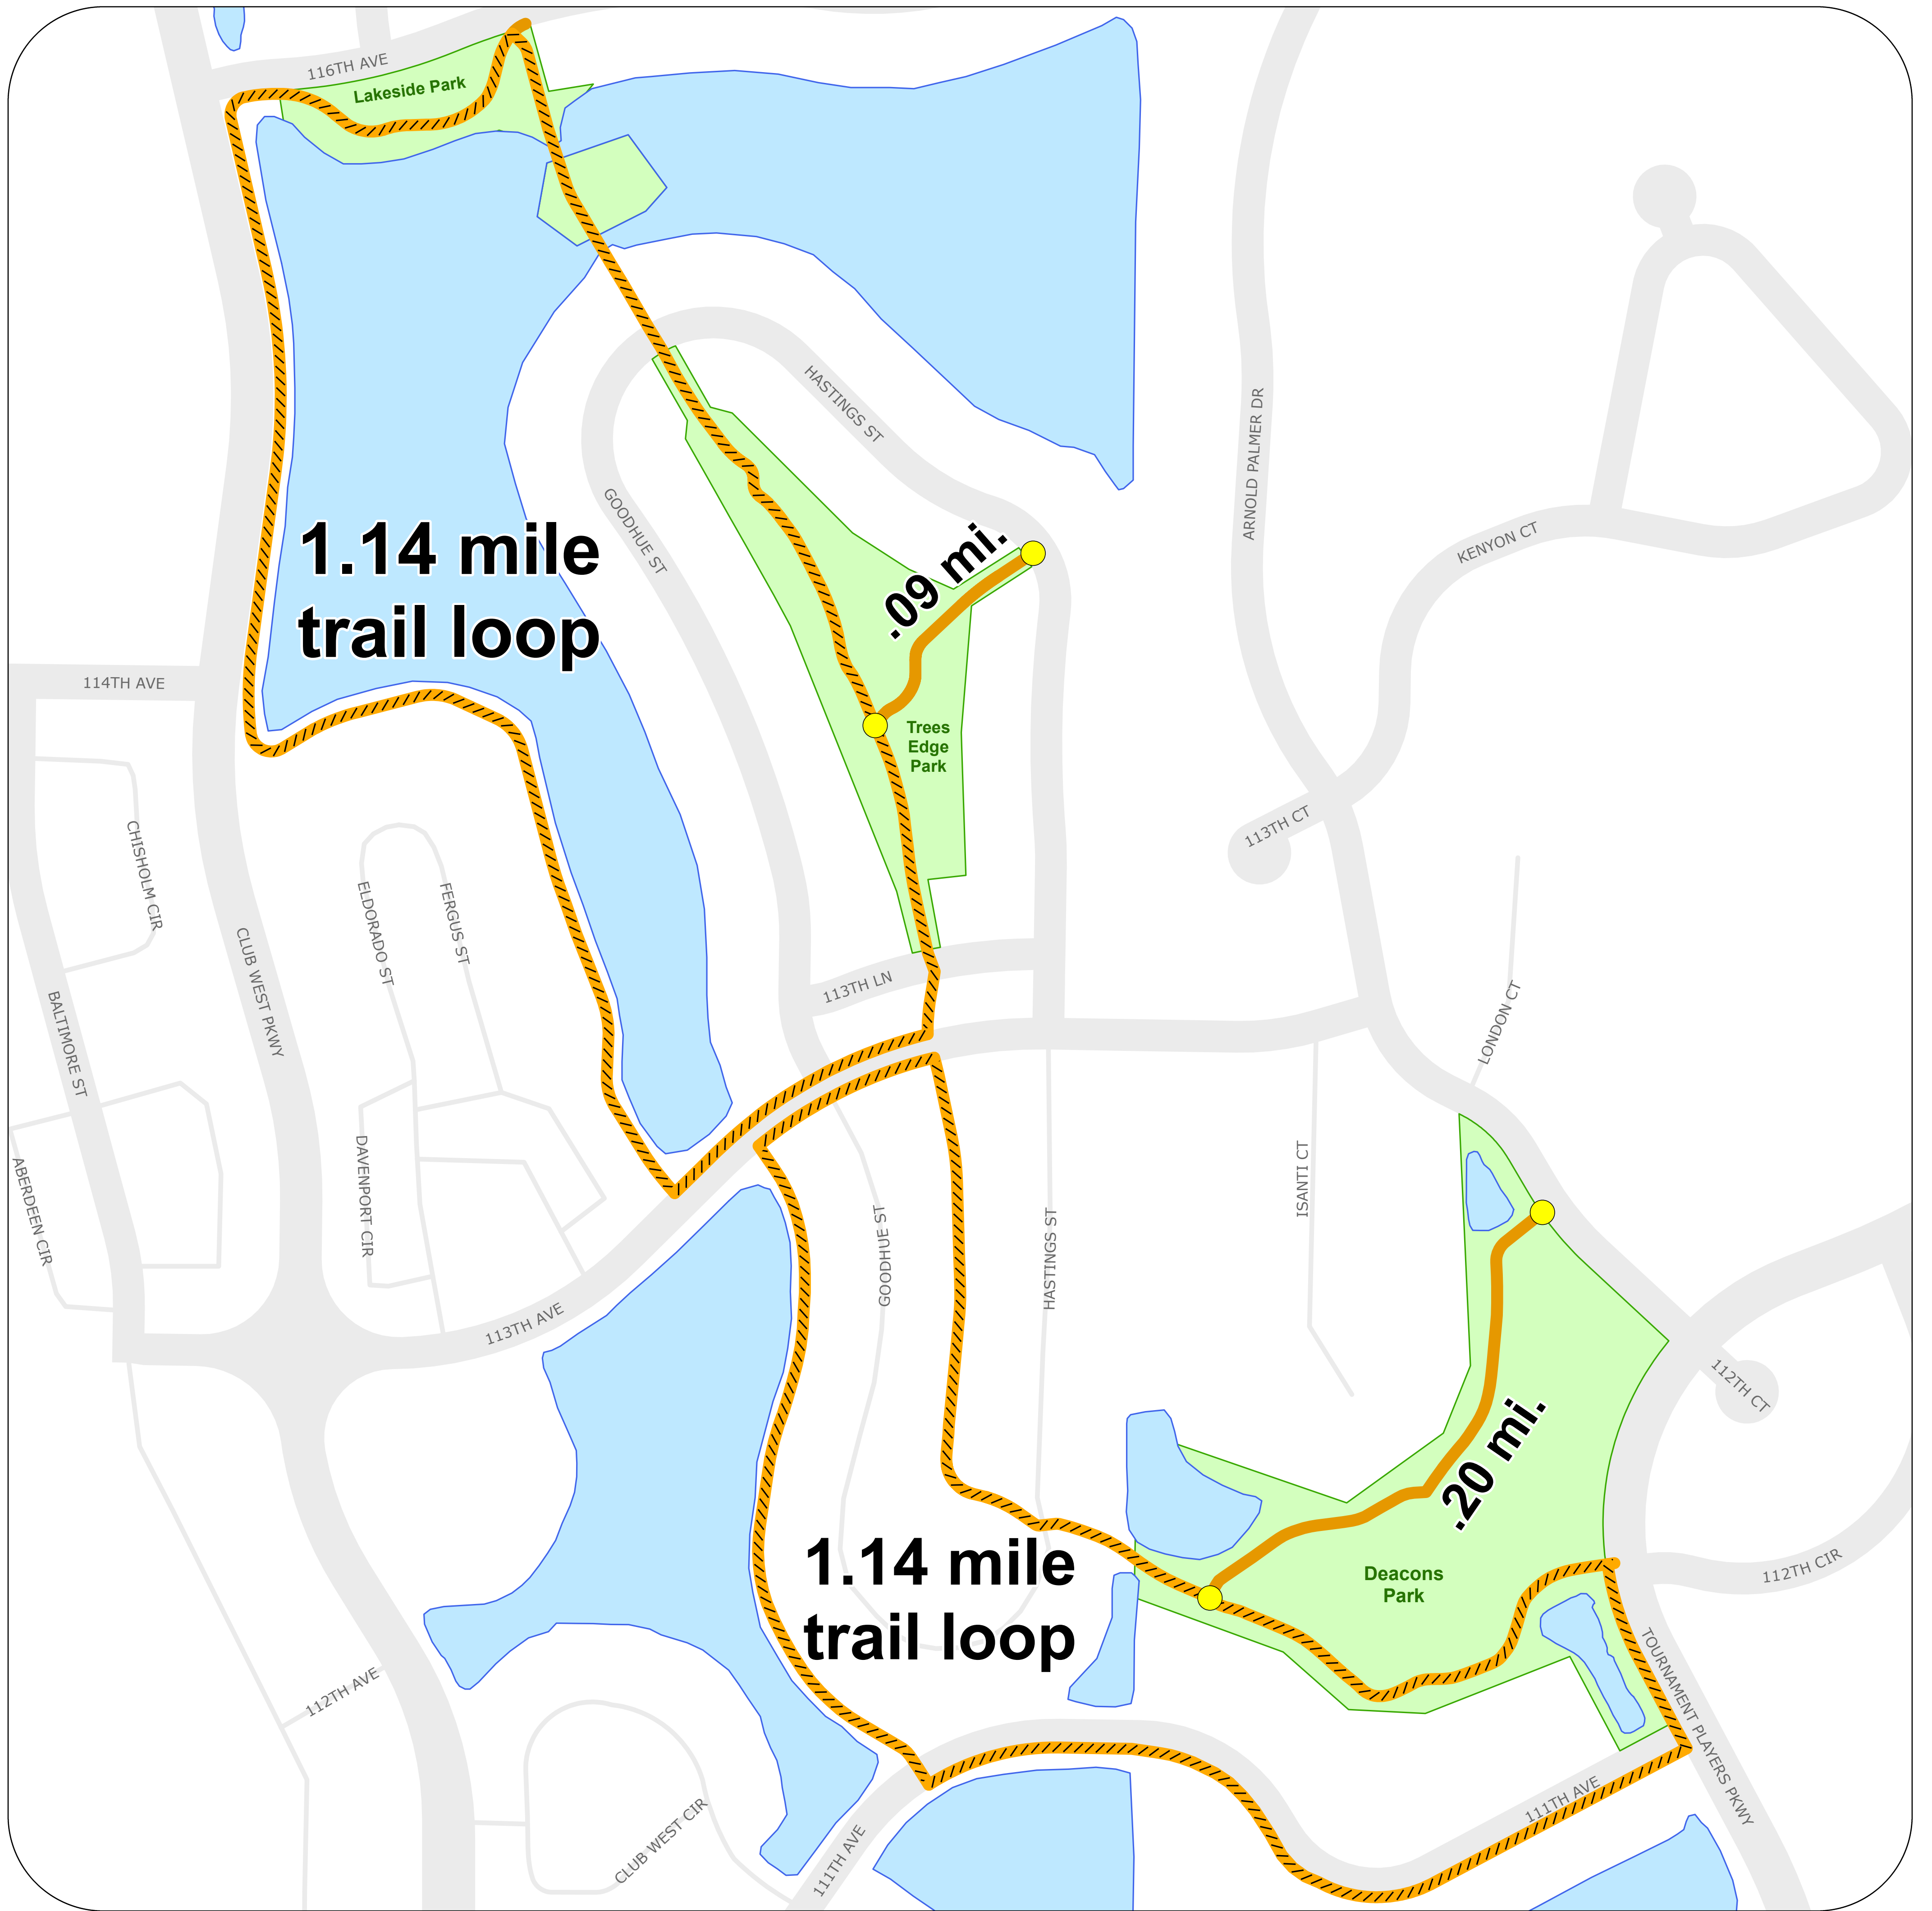 116TH AVE
Lakeside Park
HASTINGS ST
ARNOLD PALMER DR
GOODHUE ST
KENYON CT
1.14 mile
trail loop
.09 mi.
114TH AVE
Trees
Edge
Park
113TH CT
CHISHOLM CIR
ELDORADO ST
FERGUS ST
CLUB WEST PKWY
113TH LN
BALTIMORE ST
LONDON CT
ABERDEEN CIR
DAVENPORT CIR
GOODHUE ST
HASTINGS ST
ISANTI CT
113TH AVE
112TH CT
.20 mi.
1.14 mile
trail loop
Deacons
Park
112TH CIR
112TH AVE
TOURNAMENT PLAYERS PKWY
111TH AVE
CLUB WEST CIR
111TH AVE